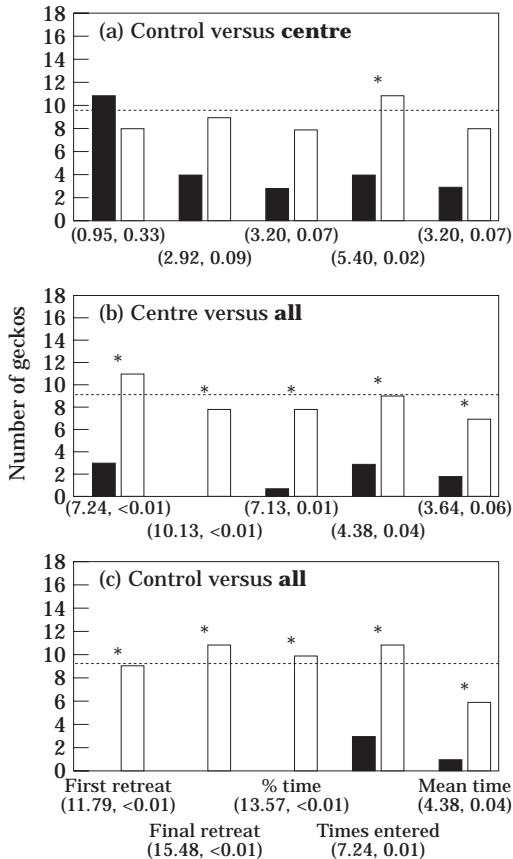 Number of geckos
18
16
14
12
10
8
6
4
2
0
(a) Control versus centre
*
(0.95, 0.33) (3.20, 0.07) (3.20, 0.07)
(2.92, 0.09) (5.40, 0.02)
18
16
14
12
10
8
6
4
2
0
(b) Centre versus all
* * * * *
(7.24, <0.01) (7.13, 0.01) (3.64, 0.06)
(10.13, <0.01) (4.38, 0.04)
18
16
14
12
10
8
6
4
2
0
(c) Control versus all
* * * * *
First retreat % time Mean time
(11.79, <0.01) (13.57, <0.01) (4.38, 0.04)
Final retreat Times entered
(15.48, <0.01) (7.24, 0.01)